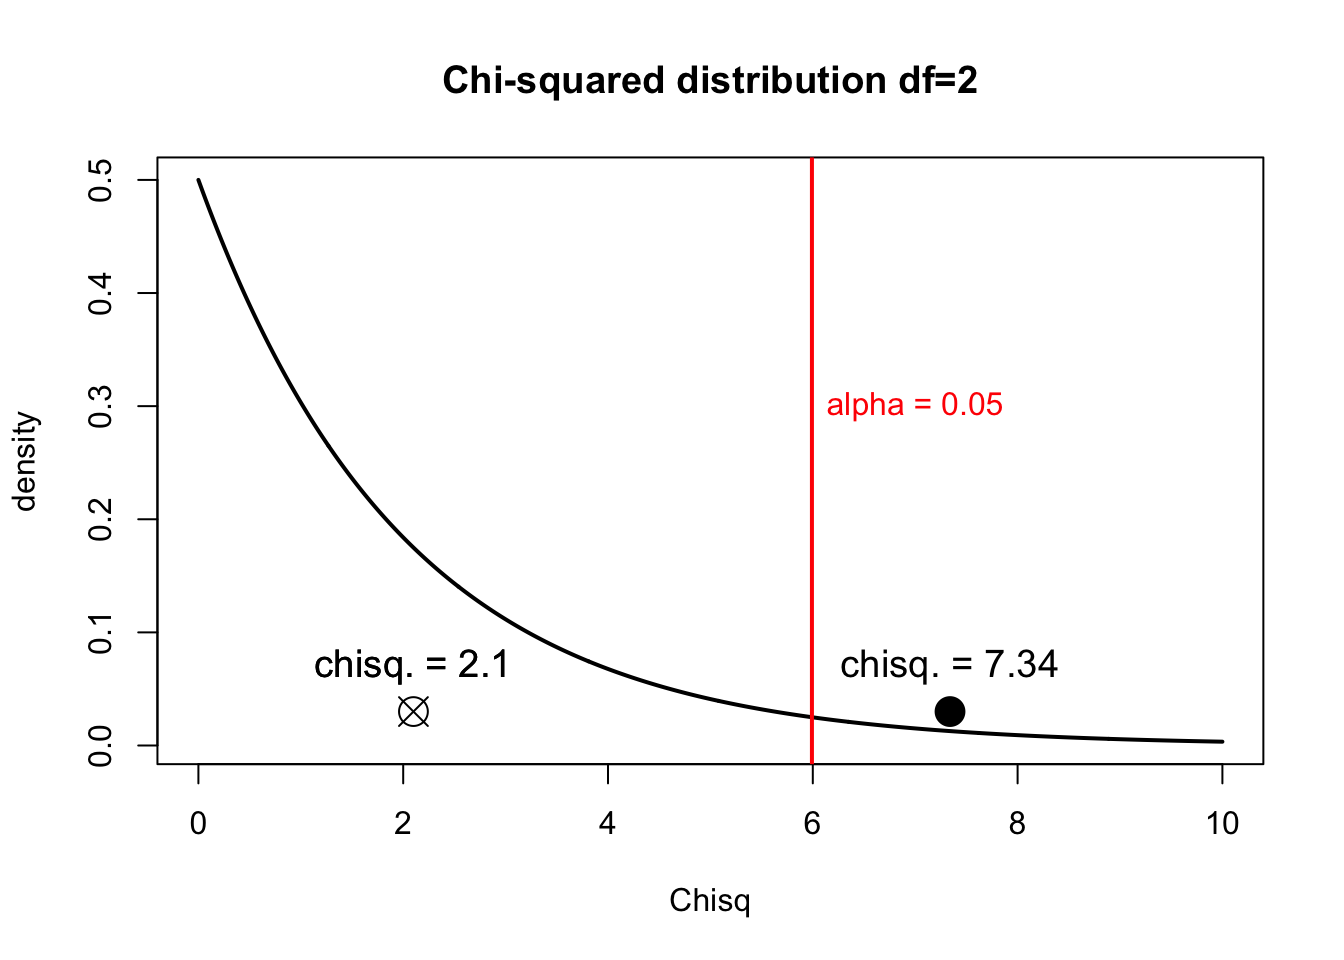 Chi-squared distribution df=2
0.5
0.4
0.3
0.2
0.1
0.0
density
alpha = 0.05
chisq. = 2.1
chisq. = 7.34
0 2 4 6 8 10
Chisq